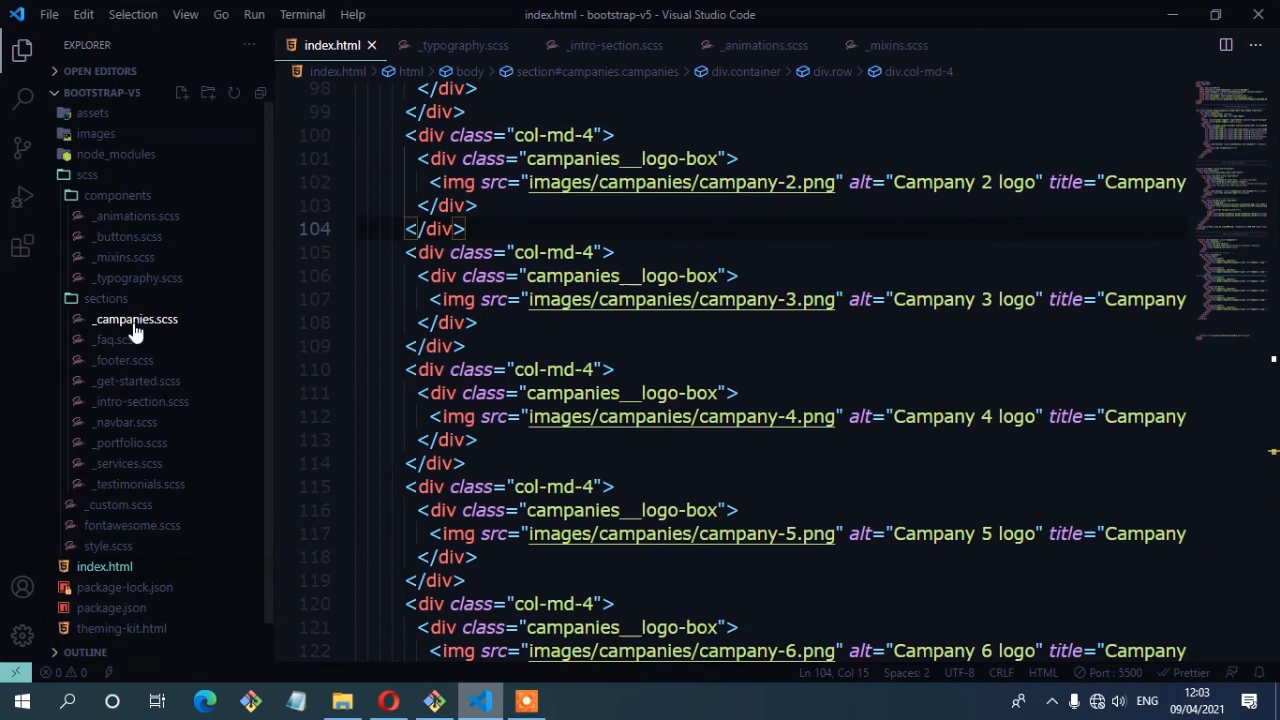 File Edit Selection View Go Run Terminal Help
index.html - bootstrap-v5 - Visual Studio Code
EXPLORER
index.html
_typography.scss
_intro-section.scss
_animations.scss
_mixins.scss
OPEN EDITORS
index.html > html > body > section#campanies.campanies > div.container > div.row > div.col-md-4
BOOTSTRAP-V5
assets
images
node_modules
scss
components
_animations.scss
_buttons.scss
_mixins.scss
_typography.scss
sections
_campanies.scss
_faq.scss
_footer.scss
_get-started.scss
_intro-section.scss
_navbar.scss
_portfolio.scss
_services.scss
_testimonials.scss
_custom.scss
fontawesome.scss
style.scss
index.html
package-lock.json
package.json
theming-kit.html
OUTLINE
98 </div>
99 </div>
100 <div class="col-md-4">
101 <div class="campanies__logo-box">
102 <img src="images/campanies/campany-2.png" alt="Campany 2 logo" title="Campany
103 </div>
104 </div>
105 <div class="col-md-4">
106 <div class="campanies__logo-box">
107 <img src="images/campanies/campany-3.png" alt="Campany 3 logo" title="Campany
108 </div>
109 </div>
110 <div class="col-md-4">
111 <div class="campanies__logo-box">
112 <img src="images/campanies/campany-4.png" alt="Campany 4 logo" title="Campany
113 </div>
114 </div>
115 <div class="col-md-4">
116 <div class="campanies__logo-box">
117 <img src="images/campanies/campany-5.png" alt="Campany 5 logo" title="Campany
118 </div>
119 </div>
120 <div class="col-md-4">
121 <div class="campanies__logo-box">
122 <img src="images/campanies/campany-6.png" alt="Campany 6 logo" title="Campany
0 0
Ln 104, Col 15 Spaces: 2 UTF-8 CRLF HTML Port : 5500 Prettier
ENG
12:03
09/04/2021